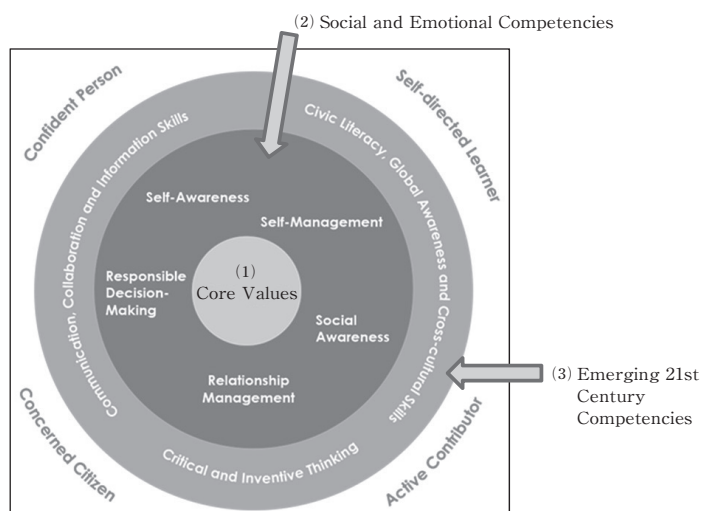 (2) Social and Emotional Competencies
Confident Person
Self-directed Learner
Communication, Collaboration and Information Skills
Civic Literacy, Global Awareness and Cross-cultural Skills
Self-Awareness
Self-Management
(1)
Core Values
Responsible
Decision-
Making
Social
Awareness
Relationship
Management
(3) Emerging 21st
Century
Competencies
Critical and Inventive Thinking
Concerned Citizen
Active Contributor